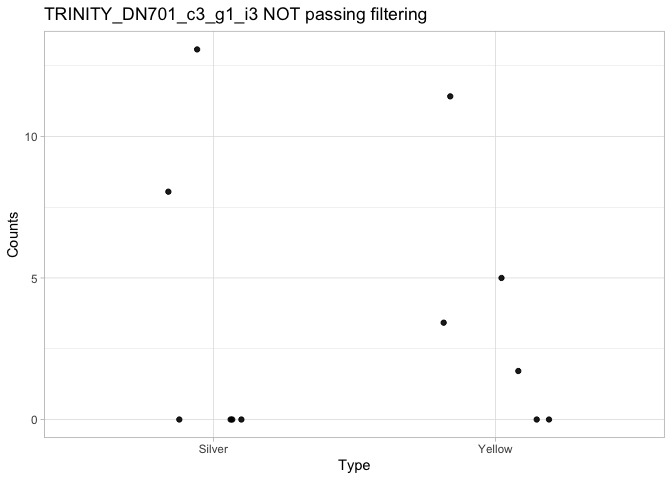 TRINITY_DN701_c3_g1_i3 NOT passing filtering
10
5
0
Counts
Silver
Yellow
Type